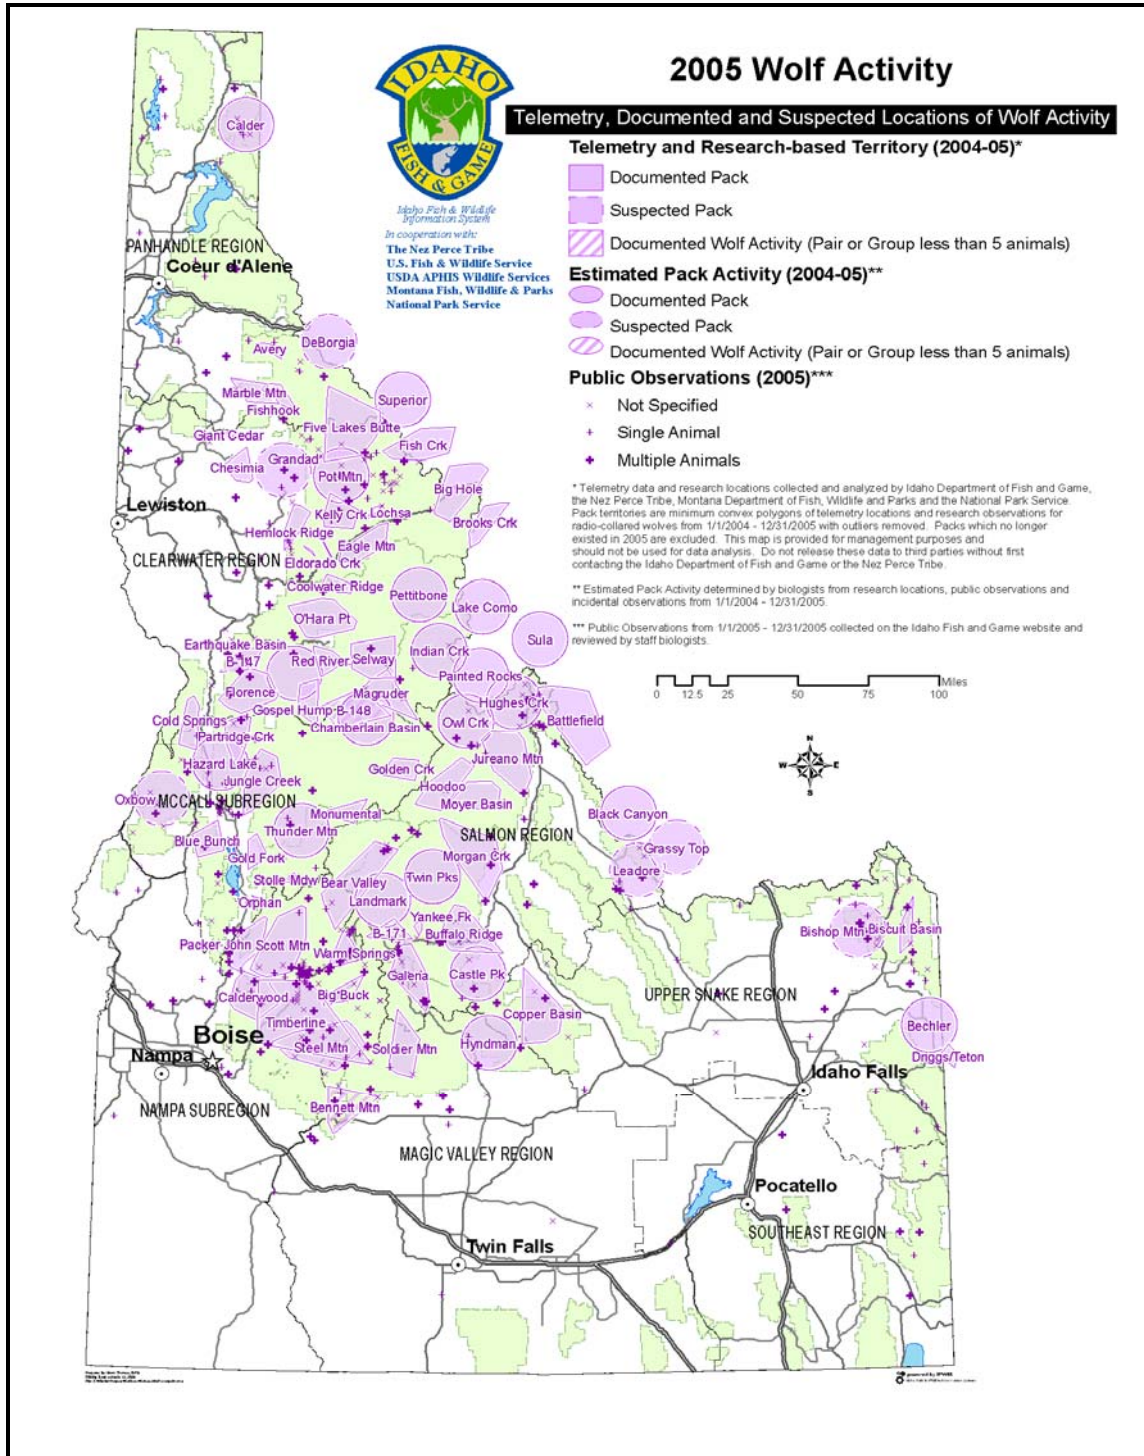 2005 Wolf Activity
Telemetry, Documented and Suspected Locations of Wolf Activity
IDAHO
FISH & GAME
Idaho Fish & Wildlife
Information System
In cooperation with:
The Nez Perce Tribe
U.S. Fish & Wildlife Service
USDA APHIS Wildlife Services
Montana Fish, Wildlife & Parks
National Park Service
Telemetry and Research-based Territory (2004-05)*
Documented Pack
Suspected Pack
Documented Wolf Activity (Pair or Group less than 5 animals)
Estimated Pack Activity (2004-05)**
Documented Pack
Suspected Pack
Documented Wolf Activity (Pair or Group less than 5 animals)
Public Observations (2005)***
Not Specified
Single Animal
Multiple Animals
* Telemetry data and research locations collected and analyzed by Idaho Department of Fish and Game,
the Nez Perce Tribe, Montana Department of Fish, Wildlife and Parks and the National Park Service.
Pack territories are minimum convex polygons of telemetry locations and research observations for
radio-collared wolves from 1/1/2004 - 12/31/2005 with outliers removed. Packs which no longer
existed in 2005 are excluded. This map is provided for management purposes and
should not be used for data analysis. Do not release these data to third parties without first
contacting the Idaho Department of Fish and Game or the Nez Perce Tribe.
** Estimated Pack Activity determined by biologists from research locations, public observations and
incidental observations from 1/1/2004 - 12/31/2005.
*** Public Observations from 1/1/2005 - 12/31/2005 collected on the Idaho Fish and Game website and
reviewed by staff biologists.
Miles
0 12.5 25 50 75 100
N
W E
S
Calder
PANHANDLE REGION
Coeur d'Alene
DeBorgia
Avery
Marble Mtn
Superior
Fishhook
Five Lakes Butte
Giant Cedar
Fish Crk
Grandad
Chesimia
Pot Mtn
Big Hole
Lewiston
Kelly Crk
Lochsa
Brooks Crk
Hemlock Ridge
Eagle Mtn
CLEARWATER REGION
Eldorado Crk
Coolwater Ridge
Pettibone
Lake Como
O'Hara Pt
Sula
Earthquake Basin
Indian Crk
B-147
Red River
Selway
Painted Rocks
Florence
Magruder
Hughes Crk
Gospel Hump
B-148
Cold Springs
Owl Crk
Battlefield
Chamberlain Basin
Partridge Crk
Jureano Mtn
Hazard Lake
Golden Crk
Jungle Creek
Hoodoo
Oxbow
MCCALL SUBREGION
Moyer Basin
Monumental
Black Canyon
Thunder Mtn
SALMON REGION
Blue Bunch
Grassy Top
Gold Fork
Morgan Crk
Leadore
Stolle Mdw
Bear Valley
Twin Pks
Orphan
Landmark
Yankee Fk
B-171
Buffalo Ridge
Bishop Mtn
Biscuit Basin
Packer John
Scott Mtn
Warm Springs
Galena
Castle Pk
Calderwood
Big Buck
UPPER SNAKE REGION
Copper Basin
Timberline
Bechler
Boise
Steel Mtn
Soldier Mtn
Hyndman
Nampa
Driggs/Teton
Idaho Falls
NAMPA SUBREGION
Bennett Mtn
MAGIC VALLEY REGION
Pocatello
SOUTHEAST REGION
Twin Falls